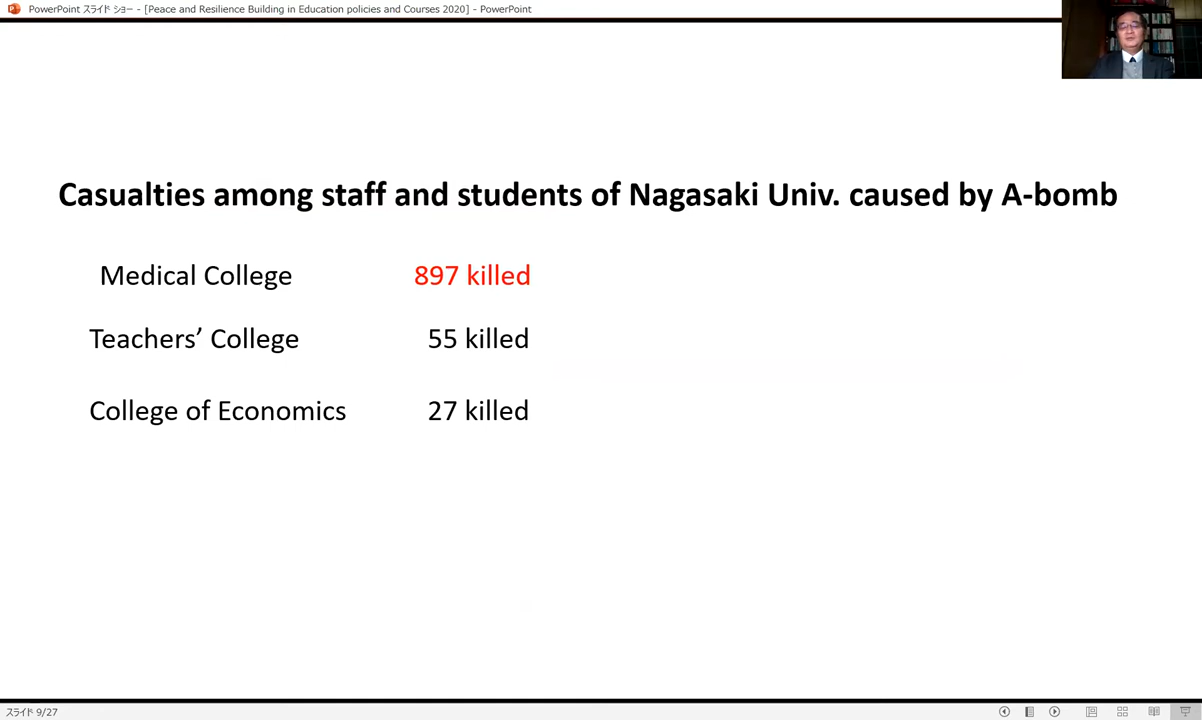 PowerPoint スライド ショー - [Peace and Resilience Building in Education policies and Courses 2020] - PowerPoint
Casualties among staff and students of Nagasaki Univ. caused by A-bomb
Medical College 897 killed
Teachers’ College 55 killed
College of Economics 27 killed
スライド 9/27